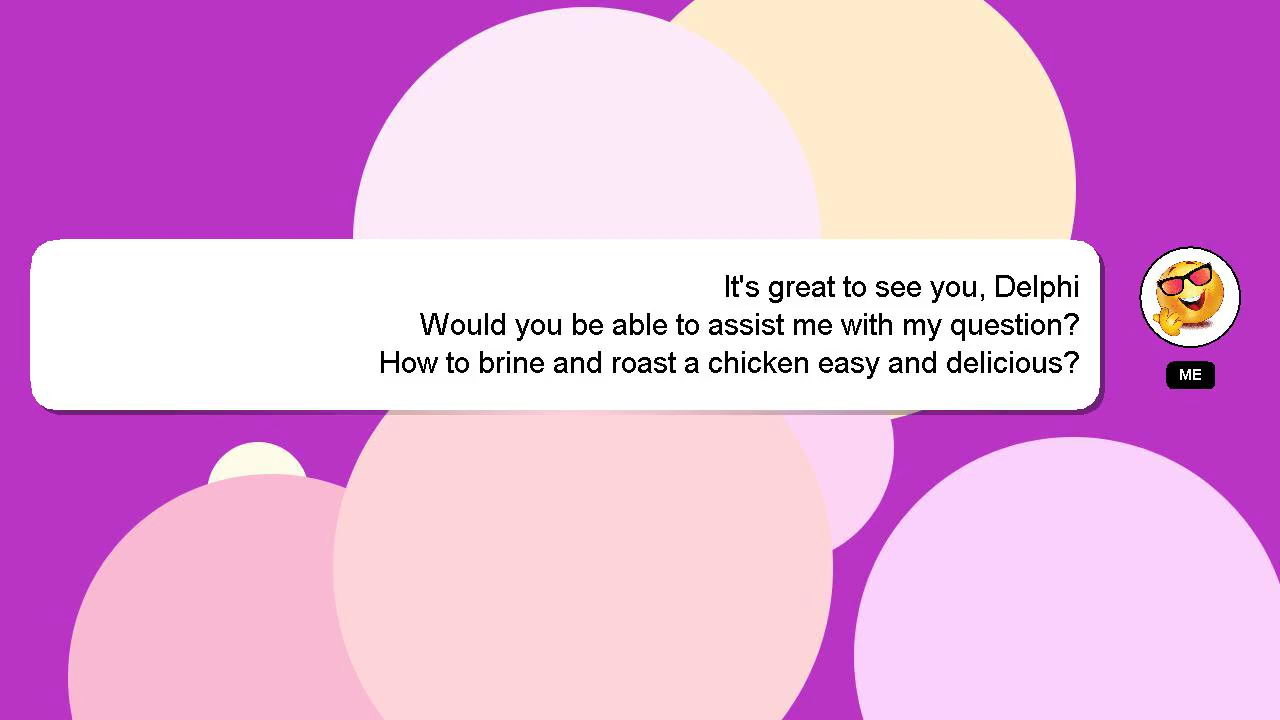 It's great to see you, Delphi
Would you be able to assist me with my question?
How to brine and roast a chicken easy and delicious?
ME